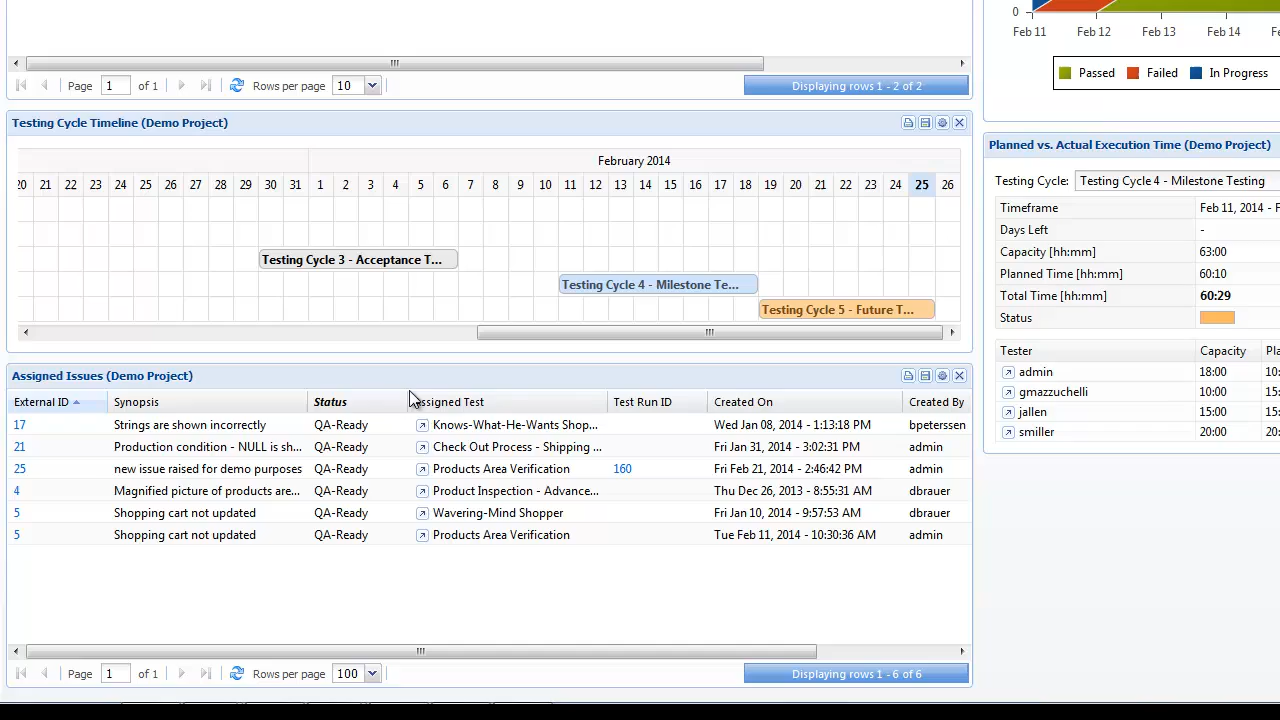 Page 1 of 1 Rows per page 10 Displaying rows 1 - 2 of 2
Testing Cycle Timeline (Demo Project)
February 2014
20 21 22 23 24 25 26 27 28 29 30 31 1 2 3 4 5 6 7 8 9 10 11 12 13 14 15 16 17 18 19 20 21 22 23 24 25 26
Testing Cycle 3 - Acceptance T...
Testing Cycle 4 - Milestone Te...
Testing Cycle 5 - Future T...
Assigned Issues (Demo Project)
External ID Synopsis Status ssigned Test Test Run ID Created On Created By
17 Strings are shown incorrectly QA-Ready Knows-What-He-Wants Shop... Wed Jan 08, 2014 - 1:13:18 PM bpeterssen
21 Production condition - NULL is sh... QA-Ready Check Out Process - Shipping ... Fri Jan 31, 2014 - 3:02:31 PM admin
25 new issue raised for demo purposes QA-Ready Products Area Verification 160 Fri Feb 21, 2014 - 2:46:42 PM admin
4 Magnified picture of products are... QA-Ready Product Inspection - Advance... Thu Dec 26, 2013 - 8:55:31 AM dbrauer
5 Shopping cart not updated QA-Ready Wavering-Mind Shopper Fri Jan 10, 2014 - 9:57:53 AM dbrauer
5 Shopping cart not updated QA-Ready Products Area Verification Tue Feb 11, 2014 - 10:30:36 AM admin
Page 1 of 1 Rows per page 100 Displaying rows 1 - 6 of 6
0
Feb 11 Feb 12 Feb 13 Feb 14
Passed Failed In Progress
Planned vs. Actual Execution Time (Demo Project)
Testing Cycle: Testing Cycle 4 - Milestone Testing
Timeframe Feb 11, 2014 - F
Days Left -
Capacity [hh:mm] 63:00
Planned Time [hh:mm] 60:10
Total Time [hh:mm] 60:29
Status
Tester Capacity Pla
admin 18:00 10:
gmazzuchelli 10:00 15:
jallen 15:00 15:
smiller 20:00 20: